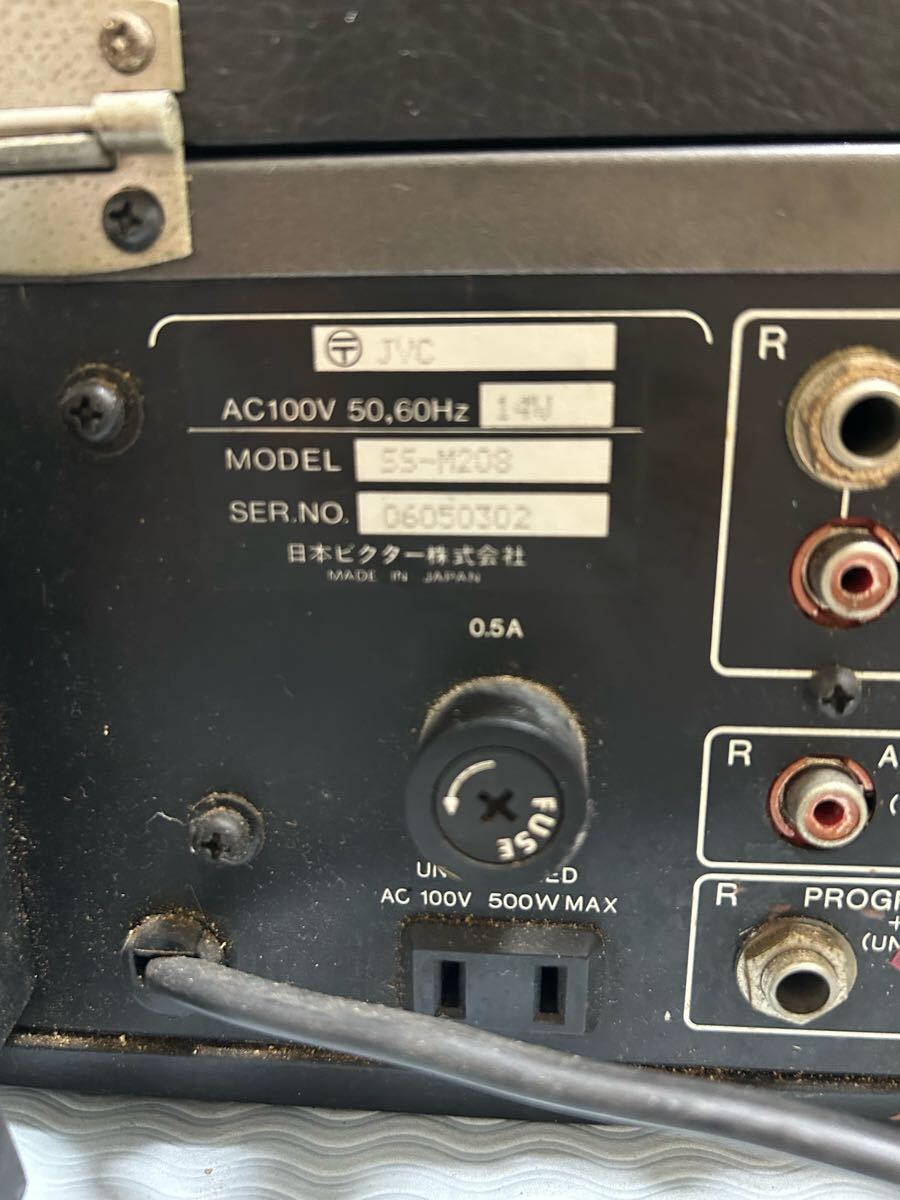 JVC
AC100V 50,60Hz 14W
MODEL SS-M208
SER.NO. 06050302
日本ビクター株式会社
MADE IN JAPAN
0.5A
FUSE
AC 100V 500W MAX
R
R
R